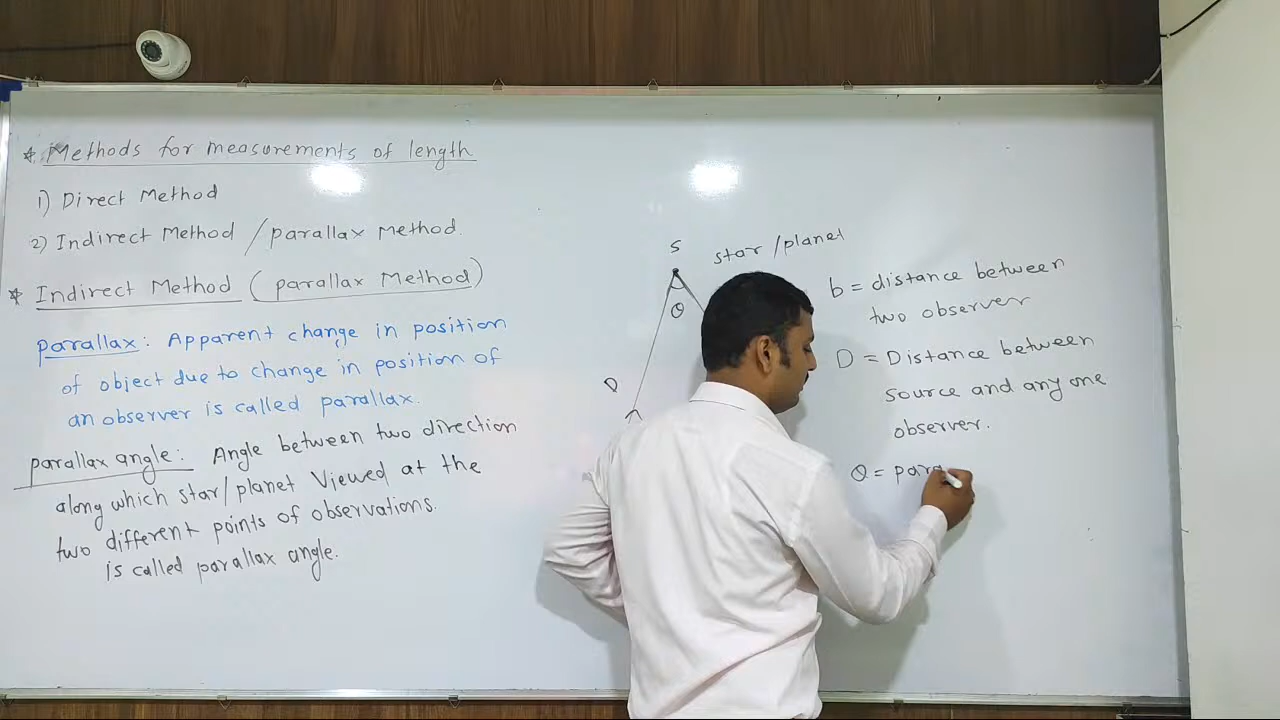 * Methods for measurements of length
1) Direct Method
2) Indirect Method / parallax Method.
* Indirect Method (parallax Method)
parallax: Apparent change in position
of object due to change in position of
an observer is called parallax.
parallax angle: Angle between two direction
along which star/planet Viewed at the
two different points of observations.
is called parallax angle.
S
star/planet
θ
D
b = distance between
two observer
D = Distance between
source and any one
observer.
θ = para